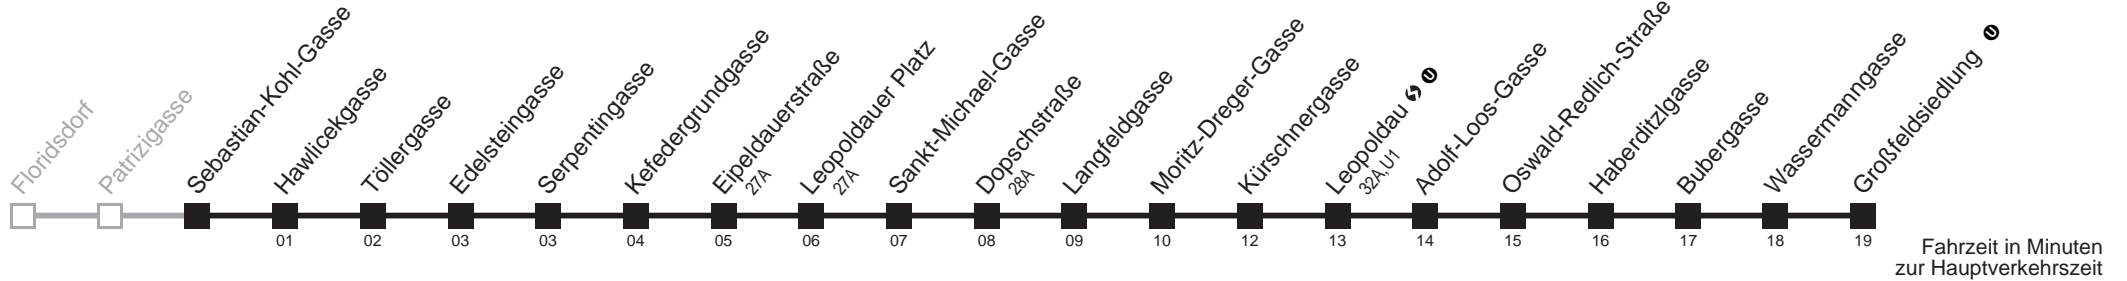 Floridsdorf
Patrizigasse
Sebastian-Kohl-Gasse
Hawlicekgasse
Töllergasse
Edelsteingasse
Serpentingasse
Kefedergrundgasse
Eipeldauerstraße
27A
Leopoldauer Platz
27A
Sankt-Michael-Gasse
Dopschstraße
28A
Langfeldgasse
Moritz-Dreger-Gasse
Kürschnergasse
Leopoldau S U
32A,U1
Adolf-Loos-Gasse
Oswald-Redlich-Straße
Haberditzlgasse
Bubergasse
Wassermanngasse
Großfeldsiedlung U
01 02 03 03 04 05 06 07 08 09 10 12 13 14 15 16 17 18 19
Fahrzeit in Minuten
zur Hauptverkehrszeit